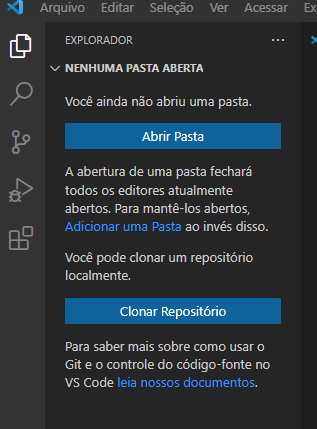 Arquivo Editar Seleção Ver Acessar Ex
EXPLORADOR ...
NENHUMA PASTA ABERTA
Você ainda não abriu uma pasta.
Abrir Pasta
A abertura de uma pasta fechará
todos os editores atualmente
abertos. Para mantê-los abertos,
Adicionar uma Pasta ao invés disso.
Você pode clonar um repositório
localmente.
Clonar Repositório
Para saber mais sobre como usar o
Git e o controle do código-fonte no
VS Code leia nossos documentos.